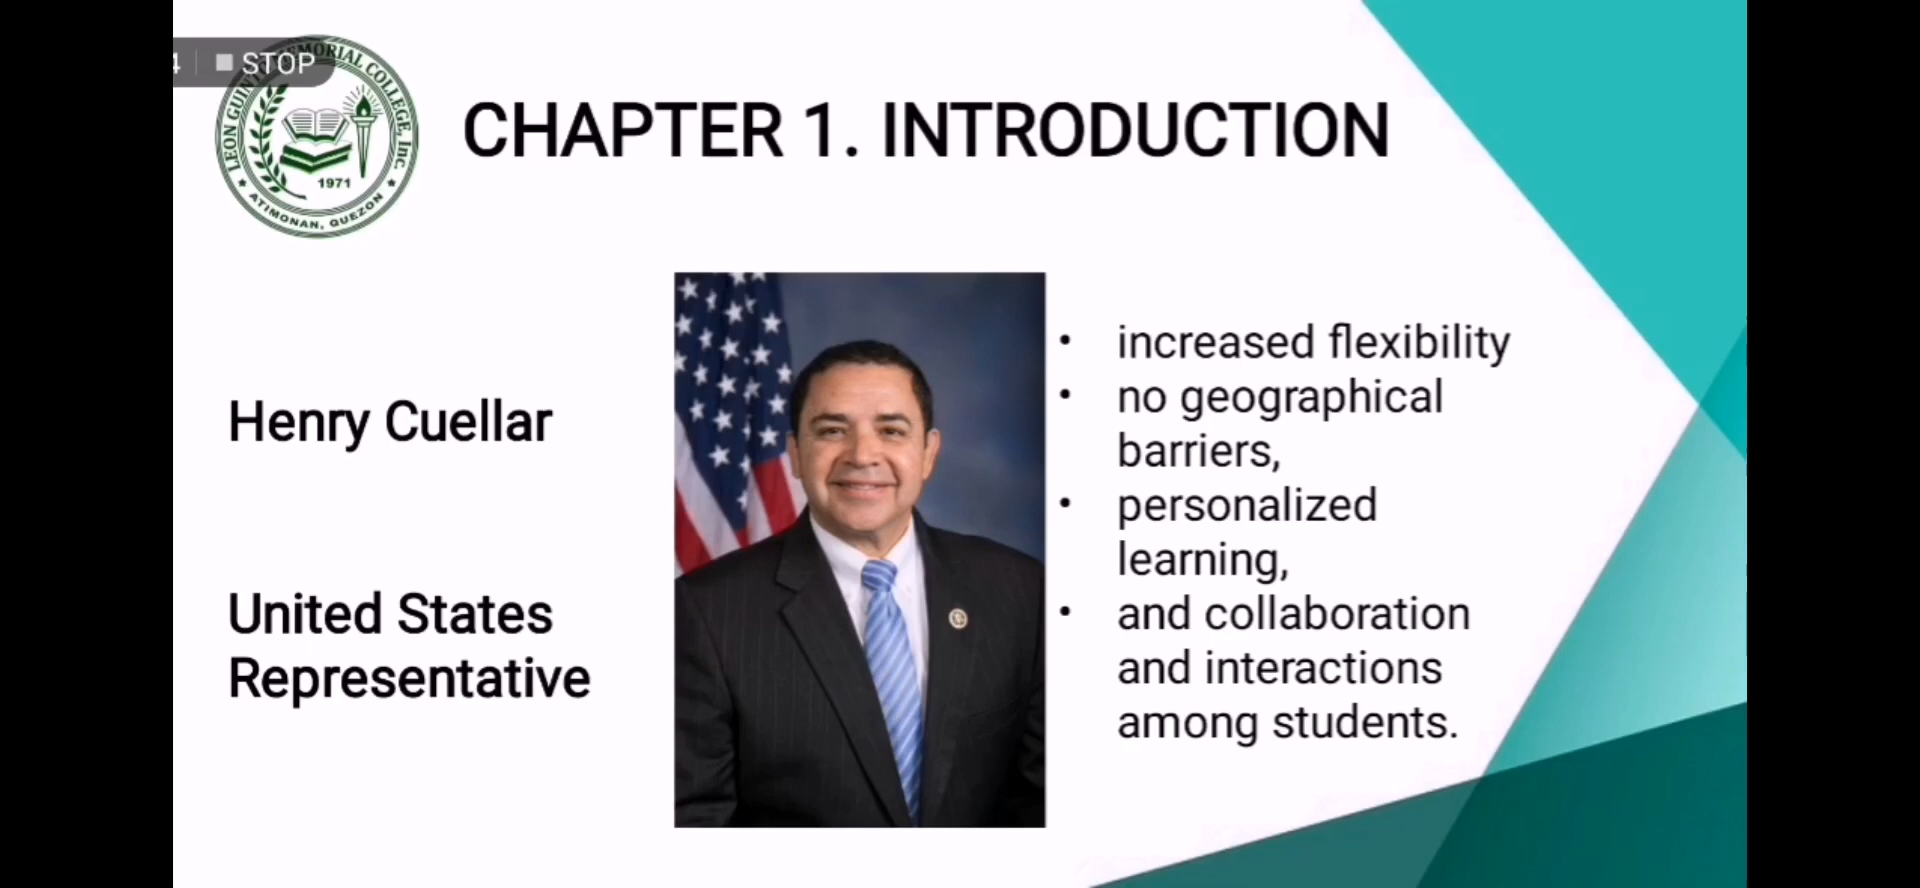 4
STOP
LEON GUINTO MEMORIAL COLLEGE, Inc.
1971
ATIMONAN, QUEZON
CHAPTER 1. INTRODUCTION
Henry Cuellar
United States
Representative
• increased flexibility
• no geographical
barriers,
• personalized
learning,
• and collaboration
and interactions
among students.